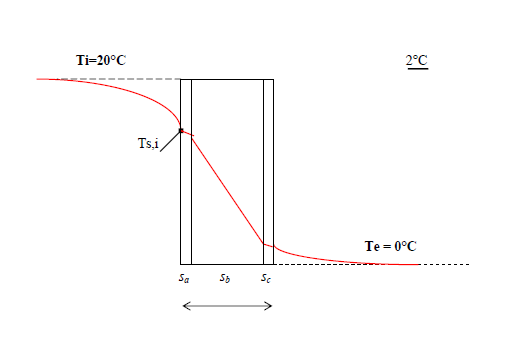 Ti=20°C
2°C
Ts,i
Te = 0°C
sa sb sc